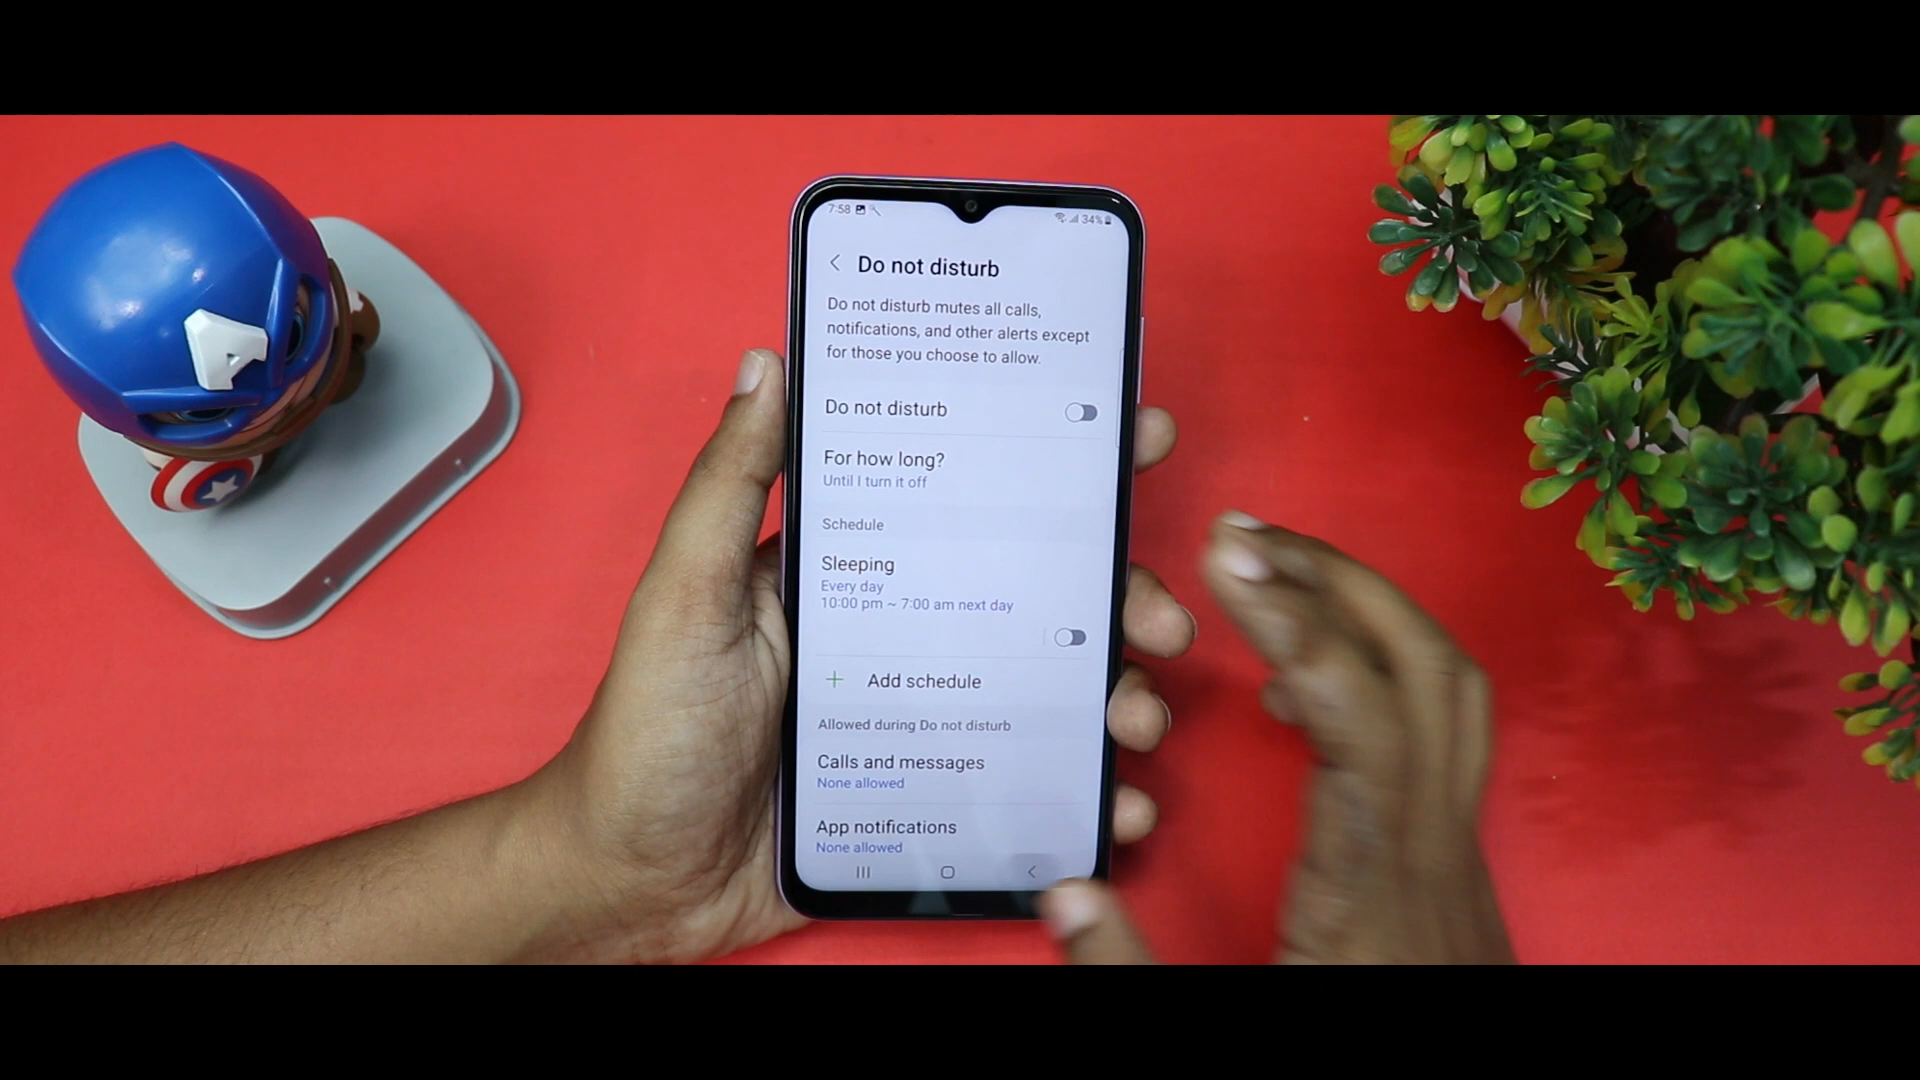 7:58
34%
Do not disturb
Do not disturb mutes all calls,
notifications, and other alerts except
for those you choose to allow.
Do not disturb
For how long?
Until I turn it off
Schedule
Sleeping
Every day
10:00 pm ~ 7:00 am next day
+ Add schedule
Allowed during Do not disturb
Calls and messages
None allowed
App notifications
None allowed
A